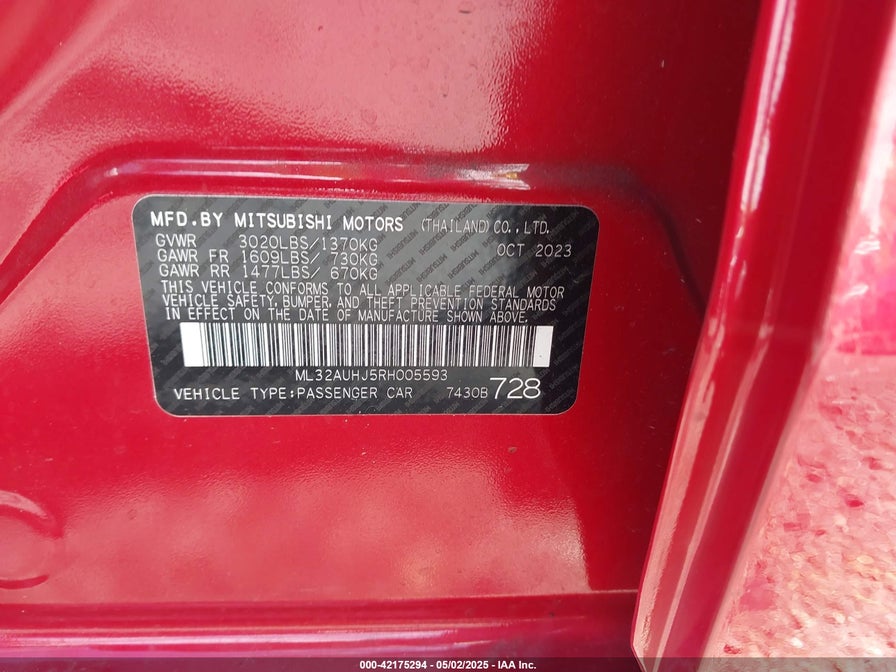 MFD.BY MITSUBISHI MOTORS (THAILAND) CO.,LTD.
GVWR 3020LBS/1370KG OCT 2023
GAWR FR 1609LBS/ 730KG
GAWR RR 1477LBS/ 670KG
THIS VEHICLE CONFORMS TO ALL APPLICABLE FEDERAL MOTOR
VEHICLE SAFETY, BUMPER, AND THEFT PREVENTION STANDARDS
IN EFFECT ON THE DATE OF MANUFACTURE SHOWN ABOVE.
ML32AUHJ5RH005593
VEHICLE TYPE:PASSENGER CAR 7430B 728
000-42175294 - 05/02/2025 - IAA Inc.